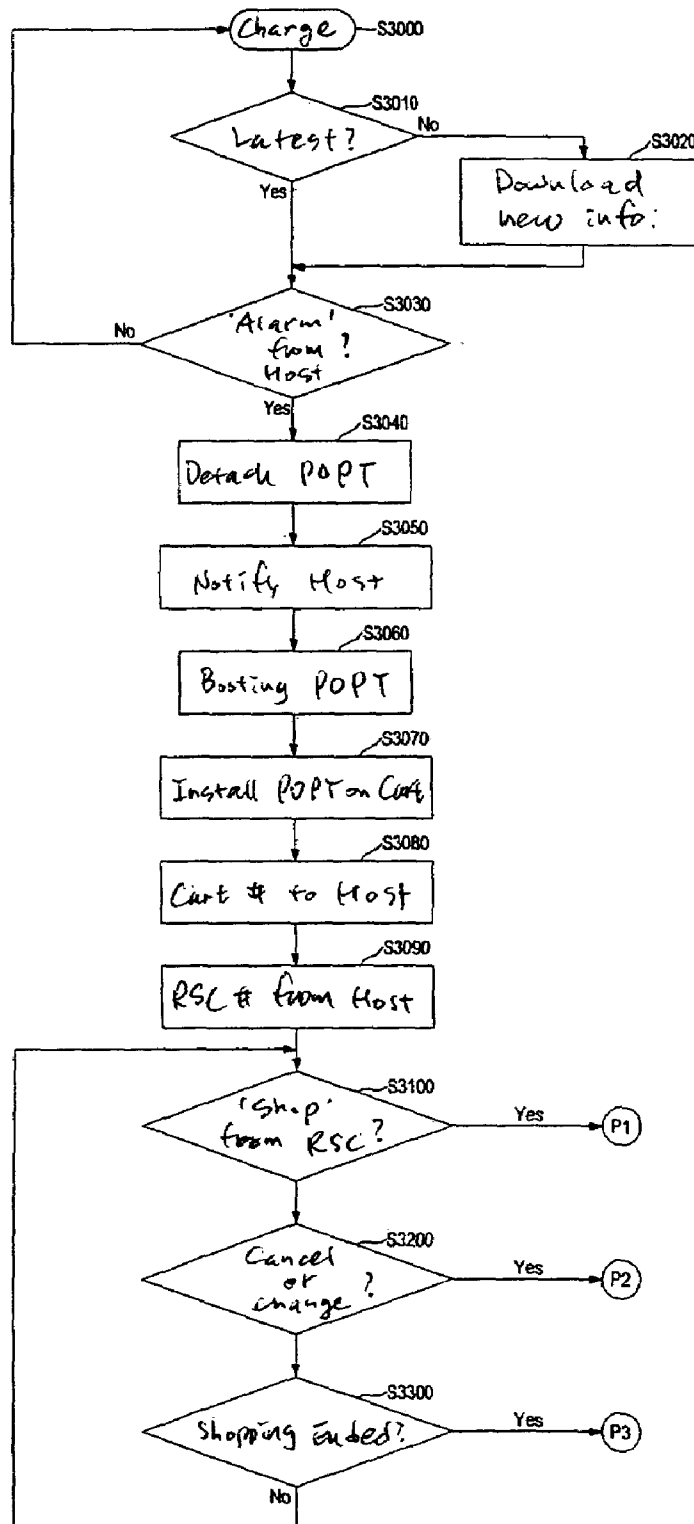 Charge
S3000
S3010
Latest?
No
S3020
Yes
Download
new info.
S3030
No
'Alarm'
from ?
Host
Yes
S3040
Detach POPT
S3050
Notify Host
S3060
Booting POPT
S3070
Install POPT on Cart
S3080
Cart # to Host
S3090
RSC # from Host
S3100
'Shop'
from RSC?
Yes
P1
S3200
Cancel
or
change ?
Yes
P2
S3300
Shopping Ended?
Yes
P3
No